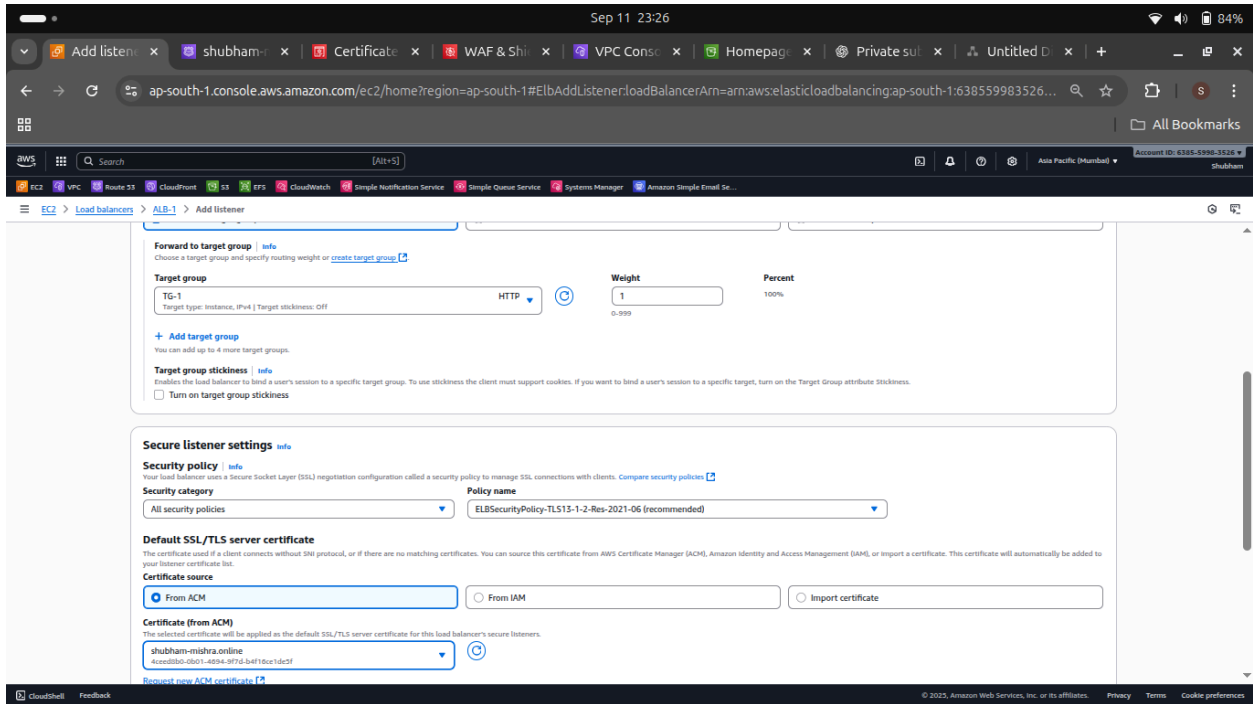 Sep 11 23:26
84%
Add listene
shubham-r
Certificate
WAF & Shi
VPC Conso
Homepage
Private sub
Untitled D
ap-south-1.console.aws.amazon.com/ec2/home?region=ap-south-1#ElbAddListener:loadBalancerArn=arn:aws:elasticloadbalancing:ap-south-1:638559983526...
S
All Bookmarks
aws
Search
[Alt+S]
Asia Pacific (Mumbai)
Account ID: 6385-5998-3526
Shubham
EC2 VPC Route 53 CloudFront S3 EFS CloudWatch Simple Notification Service Simple Queue Service Systems Manager Amazon Simple Email Se...
EC2 > Load balancers > ALB-1 > Add listener
Forward to target group | Info
Choose a target group and specify routing weight or create target group
Target group
Weight
Percent
TG-1
HTTP
Target type: Instance, IPv4 | Target stickiness: Off
1
100%
0-999
+ Add target group
You can add up to 4 more target groups.
Target group stickiness | Info
Enables the load balancer to bind a user's session to a specific target group. To use stickiness the client must support cookies. If you want to bind a user's session to a specific target, turn on the Target Group attribute Stickiness.
Turn on target group stickiness
Secure listener settings Info
Security policy | Info
Your load balancer uses a Secure Socket Layer (SSL) negotiation configuration called a security policy to manage SSL connections with clients. Compare security policies
Security category
Policy name
All security policies
ELBSecurityPolicy-TLS13-1-2-Res-2021-06 (recommended)
Default SSL/TLS server certificate
The certificate used if a client connects without SNI protocol, or if there are no matching certificates. You can source this certificate from AWS Certificate Manager (ACM), Amazon Identity and Access Management (IAM), or import a certificate. This certificate will automatically be added to
your listener certificate list.
Certificate source
From ACM
From IAM
Import certificate
Certificate (from ACM)
The selected certificate will be applied as the default SSL/TLS server certificate for this load balancer's secure listeners.
shubham-mishra.online
4ceed8b0-0b01-4694-9f7d-b4f16ce1de5f
Request new ACM certificate
CloudShell Feedback
© 2025, Amazon Web Services, Inc. or its affiliates. Privacy Terms Cookie preferences